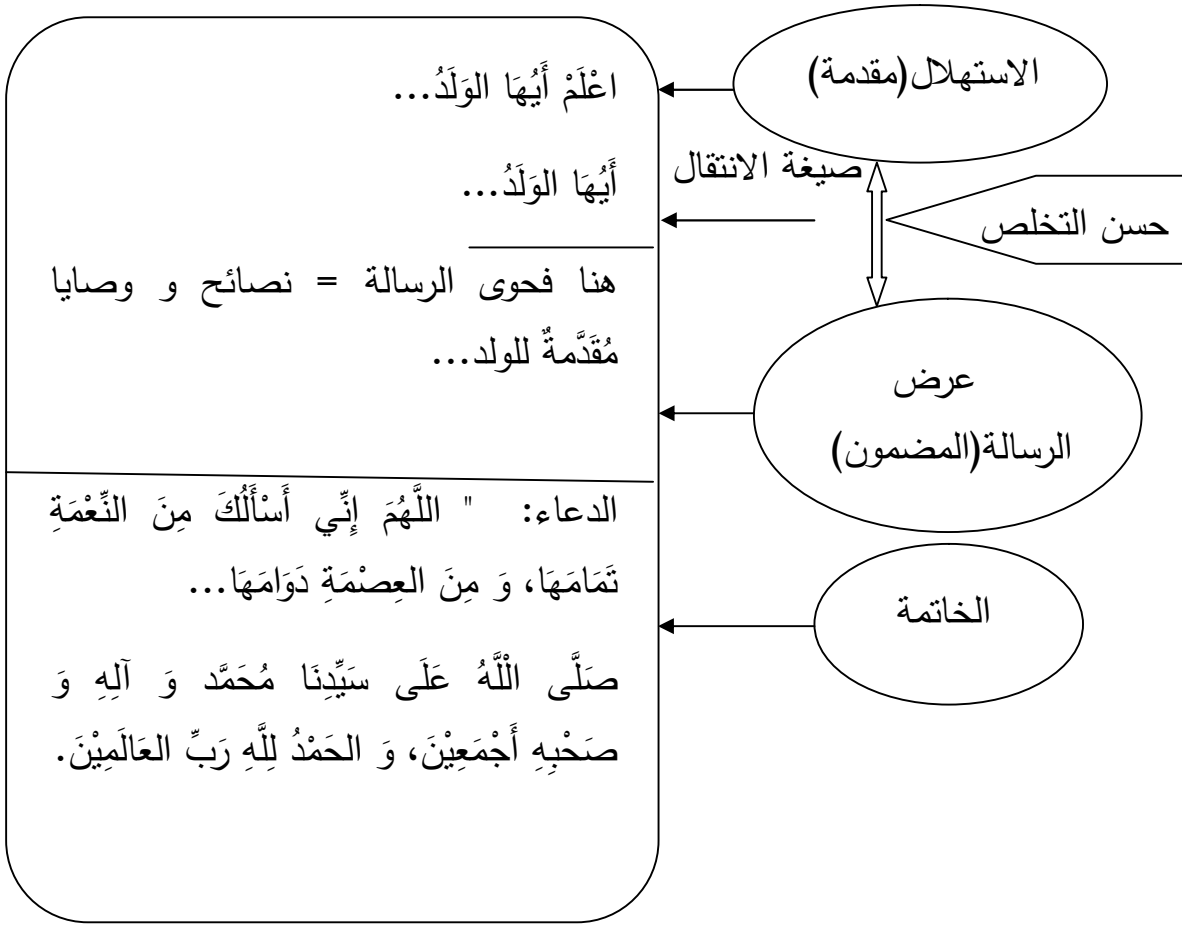 الاستهلال(مقدمة)
اعْلَمْ أَيُهَا الوَلَدُ...
صيغة الانتقال
أَيُهَا الوَلَدُ...
حسن التخلص
هنا فحوى الرسالة = نصائح و وصايا
مُقَدَّمةٌ للولد...
عرض
الرسالة(المضمون)
الدعاء: " اللَّهُمَ إِنِّي أَسْأَلُكَ مِنَ النِّعْمَةِ
تَمَامَهَا، وَ مِنَ العِصْمَةِ دَوَامَهَا...
الخاتمة
صَلَّى اللَّهُ عَلَى سَيِّدِنَا مُحَمَّد وَ آلِهِ وَ
صَحْبِهِ أَجْمَعِيْنَ، وَ الحَمْدُ لِلَّهِ رَبِّ العَالَمِيْنَ.